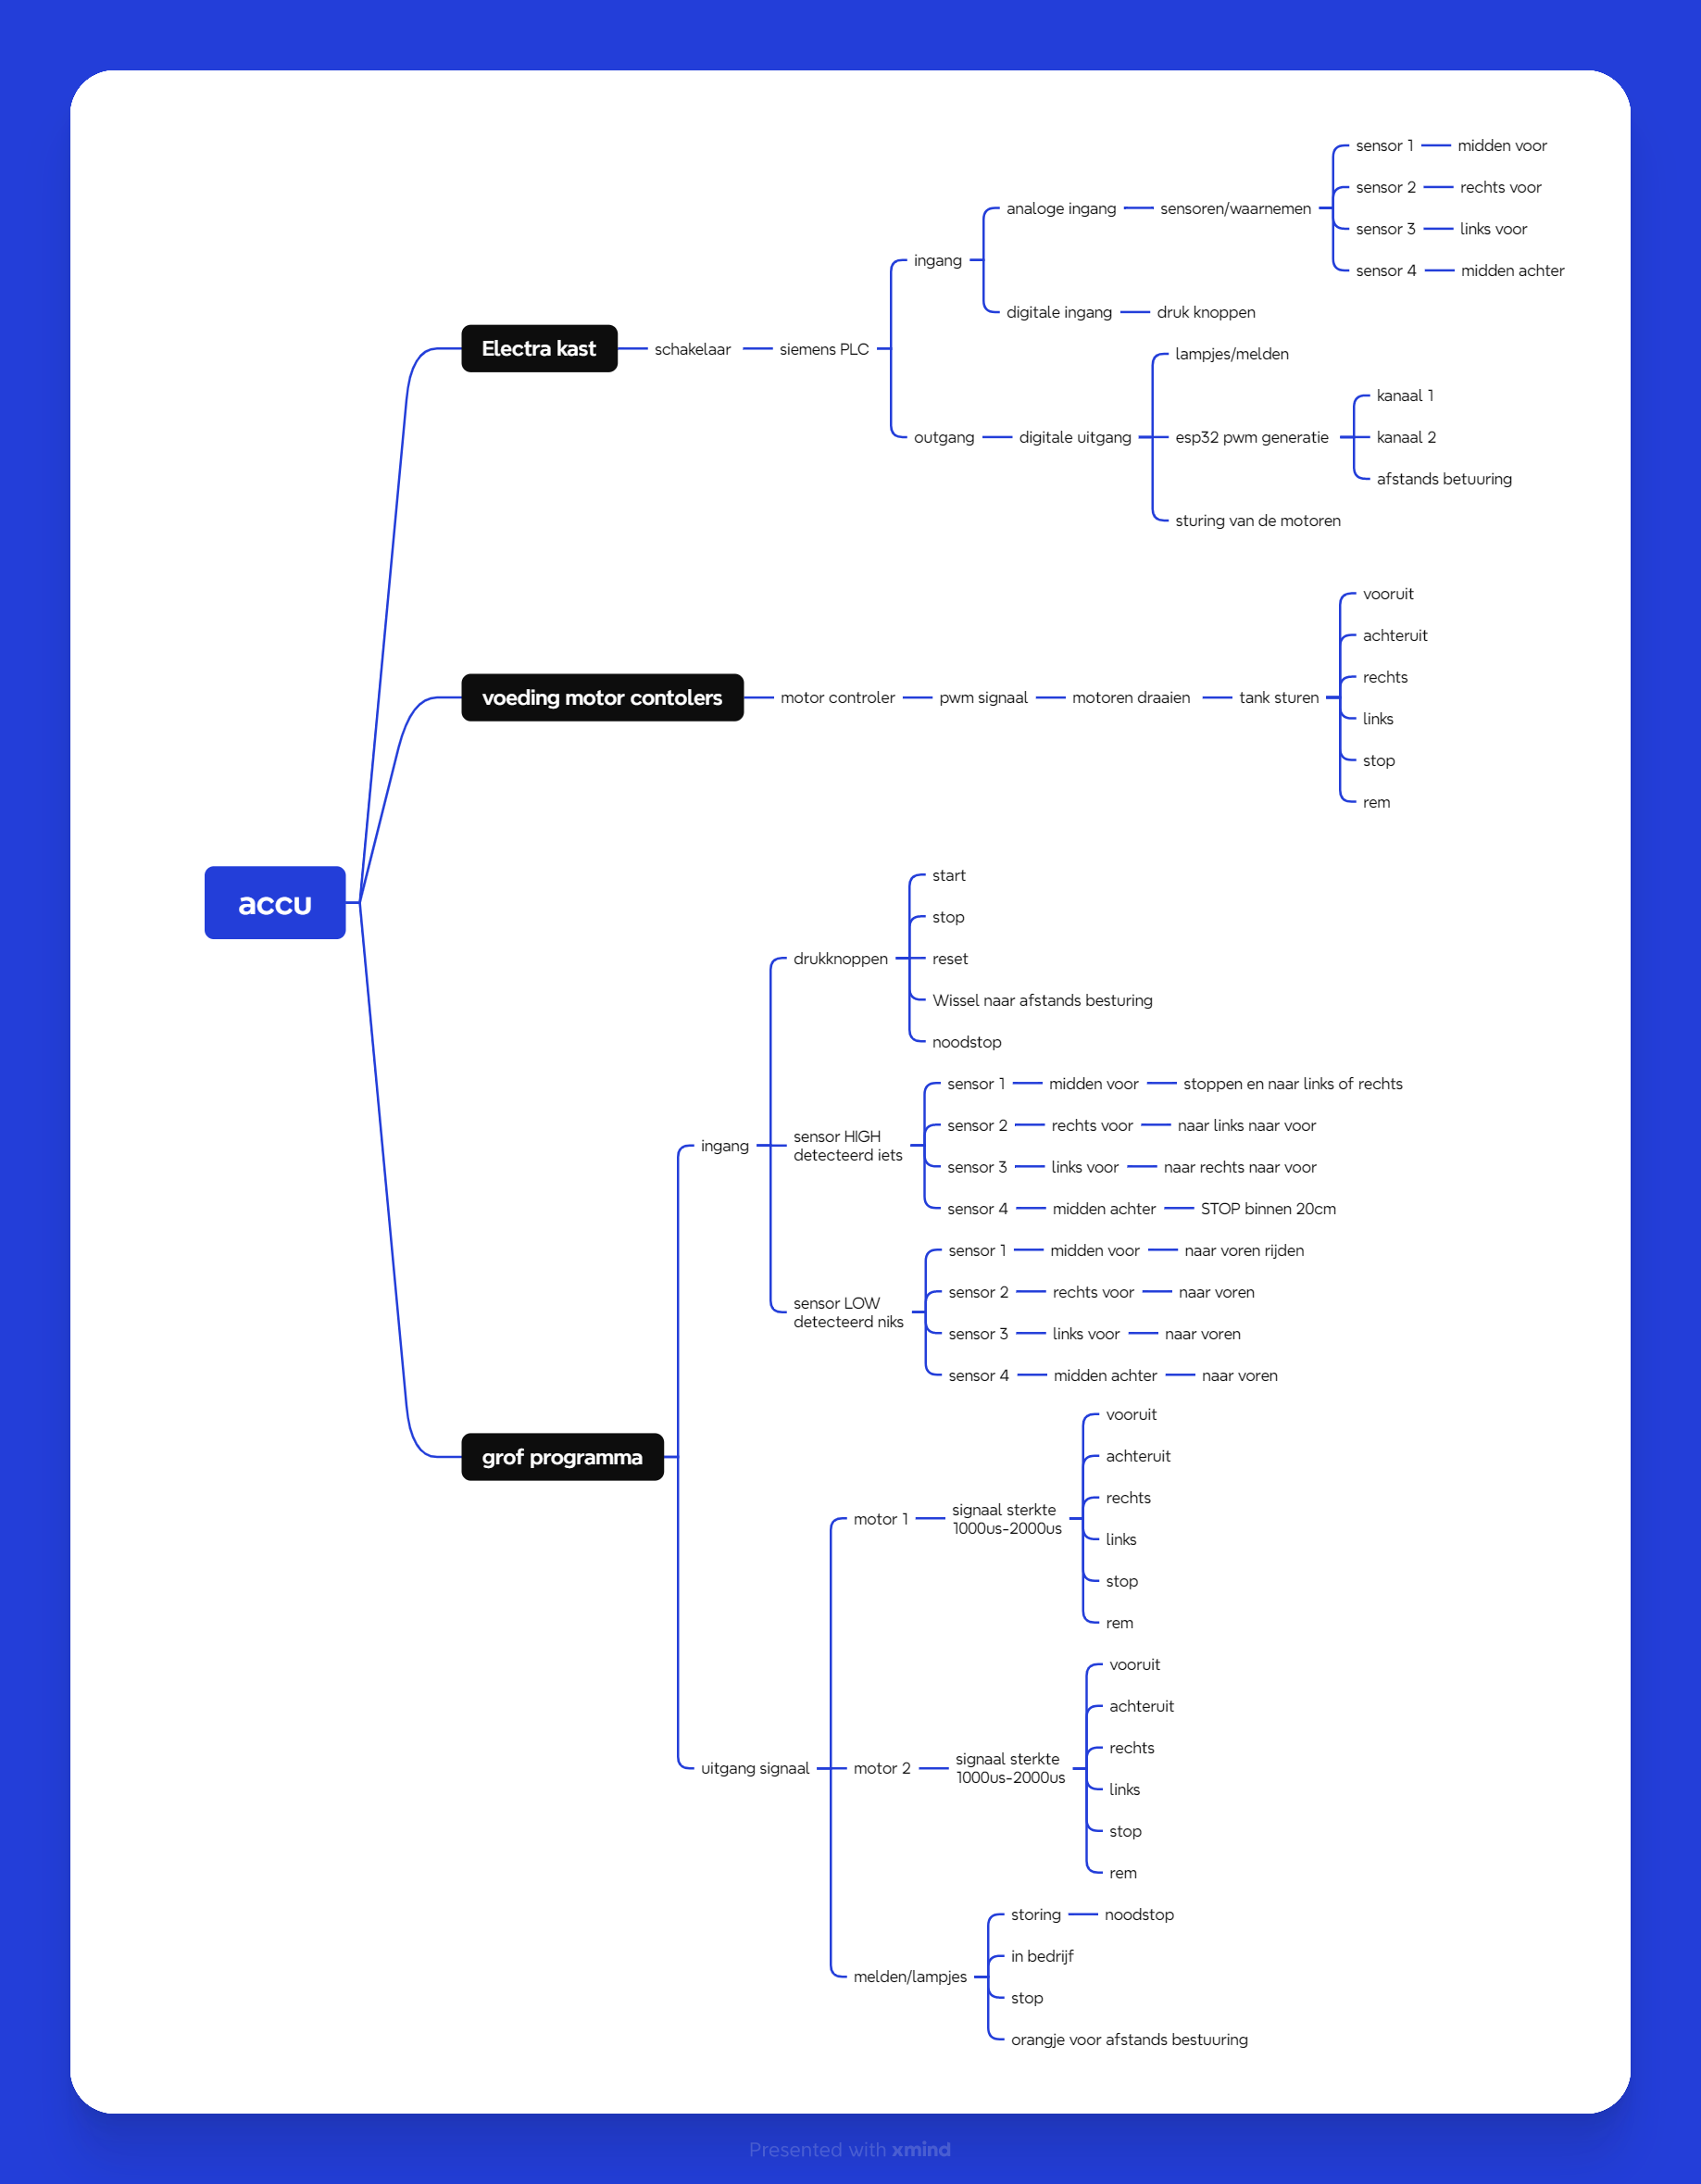 accu
Electra kast
schakelaar
siemens PLC
ingang
analoge ingang
sensoren/waarnemen
sensor 1
midden voor
sensor 2
rechts voor
sensor 3
links voor
sensor 4
midden achter
digitale ingang
druk knoppen
outgang
digitale uitgang
lampjes/melden
esp32 pwm generatie
kanaal 1
kanaal 2
afstands betuuring
sturing van de motoren
voeding motor contolers
motor controler
pwm signaal
motoren draaien
tank sturen
vooruit
achteruit
rechts
links
stop
rem
grof programma
ingang
drukknoppen
start
stop
reset
Wissel naar afstands besturing
noodstop
sensor HIGH
detecteerd iets
sensor 1
midden voor
stoppen en naar links of rechts
sensor 2
rechts voor
naar links naar voor
sensor 3
links voor
naar rechts naar voor
sensor 4
midden achter
STOP binnen 20cm
sensor LOW
detecteerd niks
sensor 1
midden voor
naar voren rijden
sensor 2
rechts voor
naar voren
sensor 3
links voor
naar voren
sensor 4
midden achter
naar voren
uitgang signaal
motor 1
signaal sterkte
1000us-2000us
vooruit
achteruit
rechts
links
stop
rem
motor 2
signaal sterkte
1000us-2000us
vooruit
achteruit
rechts
links
stop
rem
melden/lampjes
storing
noodstop
in bedrijf
stop
orangje voor afstands bestuuring
Presented with xmind